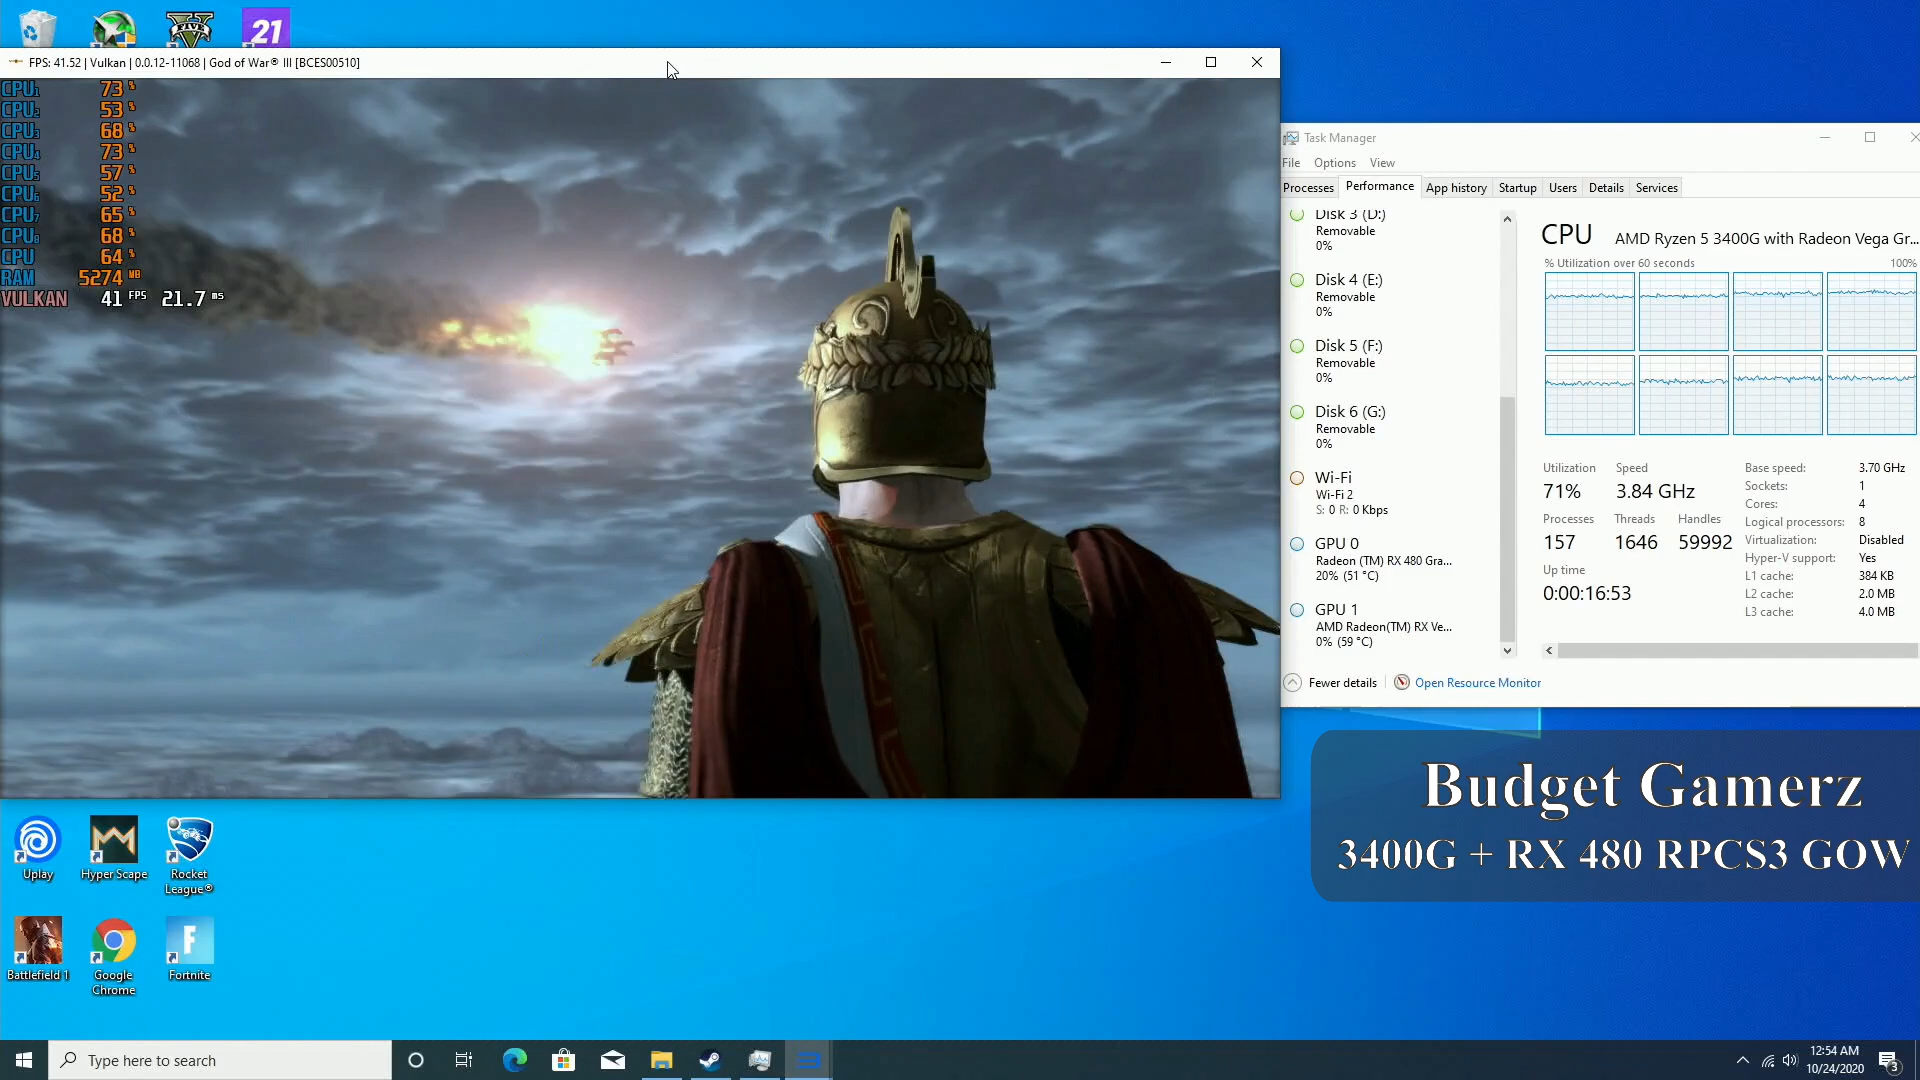 21
FIVE
FPS: 41.52 | Vulkan | 0.0.12-11068 | God of War® III [BCES00510]
CPU1 73 %
CPU2 53 %
CPU3 68 %
CPU4 73 %
CPU5 57 %
CPU6 52 %
CPU7 65 %
CPU8 68 %
CPU 64 %
RAM 5274 MB
VULKAN 41 FPS 21.7 ms
Task Manager
File Options View
Processes Performance App history Startup Users Details Services
Disk 3 (D:)
Removable
0%
Disk 4 (E:)
Removable
0%
Disk 5 (F:)
Removable
0%
Disk 6 (G:)
Removable
0%
Wi-Fi
Wi-Fi 2
S: 0 R: 0 Kbps
GPU 0
Radeon (TM) RX 480 Gra...
20% (51 °C)
GPU 1
AMD Radeon(TM) RX Ve...
0% (59 °C)
CPU AMD Ryzen 5 3400G with Radeon Vega Gr...
% Utilization over 60 seconds 100%
Utilization Speed
71% 3.84 GHz
Processes Threads Handles
157 1646 59992
Up time
0:00:16:53
Base speed: 3.70 GHz
Sockets: 1
Cores: 4
Logical processors: 8
Virtualization: Disabled
Hyper-V support: Yes
L1 cache: 384 KB
L2 cache: 2.0 MB
L3 cache: 4.0 MB
Fewer details Open Resource Monitor
Budget Gamerz
3400G + RX 480 RPCS3 GOW
Uplay
Hyper Scape
Rocket
League®
Battlefield 1
Google
Chrome
F
Fortnite
Type here to search
12:54 AM
10/24/2020
3